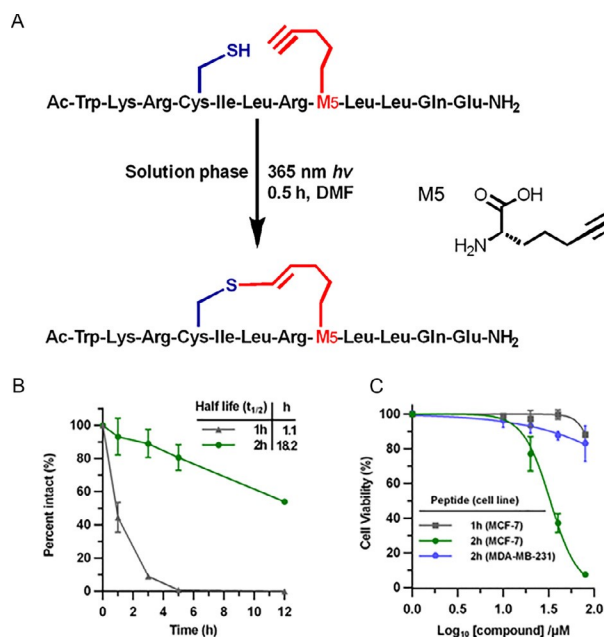 A
SH
Ac-Trp-Lys-Arg-Cys-Ile-Leu-Arg-M5-Leu-Leu-Gln-Glu-NH₂
Solution phase
365 nm hv
0.5 h, DMF
M5
O
OH
H₂N
S
Ac-Trp-Lys-Arg-Cys-Ile-Leu-Arg-M5-Leu-Leu-Gln-Glu-NH₂
B
Half life (t₁/₂) h
1h 1.1
2h 18.2
Percent intact (%)
100
80
60
40
20
0
0 2 4 6 8 10 12
Time (h)
C
Cell Viability (%)
100
80
60
40
20
0
Peptide (cell line)
1h (MCF-7)
2h (MCF-7)
2h (MDA-MB-231)
0.0 0.5 1.0 1.5 2.0
Log₁₀ [compound] /µM